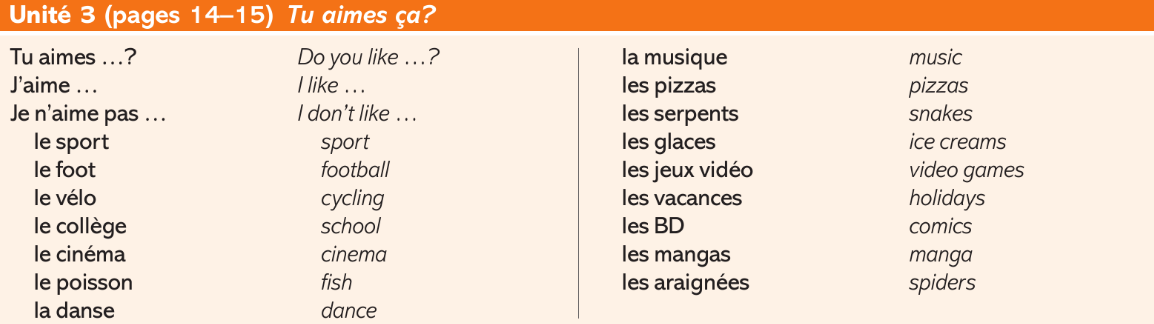 Unité 3 (pages 14–15) Tu aimes ça?
Tu aimes …? Do you like …?
J'aime … I like …
Je n'aime pas … I don't like …
le sport sport
le foot football
le vélo cycling
le collège school
le cinéma cinema
le poisson fish
la danse dance
la musique music
les pizzas pizzas
les serpents snakes
les glaces ice creams
les jeux vidéo video games
les vacances holidays
les BD comics
les mangas manga
les araignées spiders